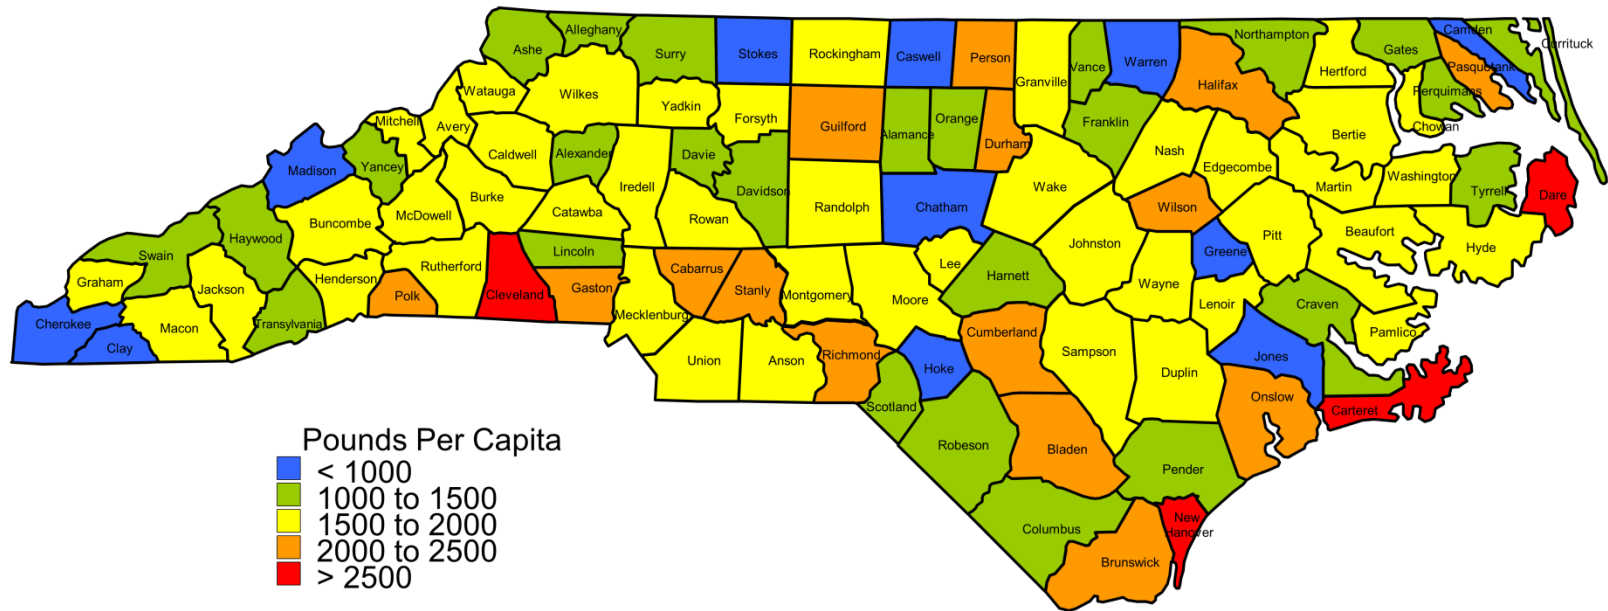 Alleghany
Ashe
Surry
Stokes
Rockingham
Caswell
Person
Granville
Vance
Warren
Northampton
Halifax
Hertford
Gates
Camden
Currituck
Pasquotank
Perquimans
Chowan
Watauga
Wilkes
Yadkin
Forsyth
Guilford
Alamance
Orange
Durham
Franklin
Nash
Edgecombe
Bertie
Martin
Washington
Tyrrell
Dare
Mitchell
Avery
Caldwell
Alexander
Iredell
Davie
Davidson
Randolph
Chatham
Wake
Wilson
Madison
Yancey
McDowell
Burke
Catawba
Rowan
Johnston
Greene
Pitt
Beaufort
Hyde
Buncombe
Haywood
Swain
Graham
Jackson
Henderson
Rutherford
Cleveland
Lincoln
Gaston
Cabarrus
Stanly
Montgomery
Moore
Lee
Harnett
Wayne
Lenoir
Craven
Pamlico
Cherokee
Clay
Macon
Transylvania
Polk
Mecklenburg
Union
Anson
Richmond
Cumberland
Sampson
Duplin
Jones
Onslow
Carteret
Hoke
Scotland
Robeson
Bladen
Pender
Columbus
Brunswick
New
Hanover
Pounds Per Capita
< 1000
1000 to 1500
1500 to 2000
2000 to 2500
> 2500